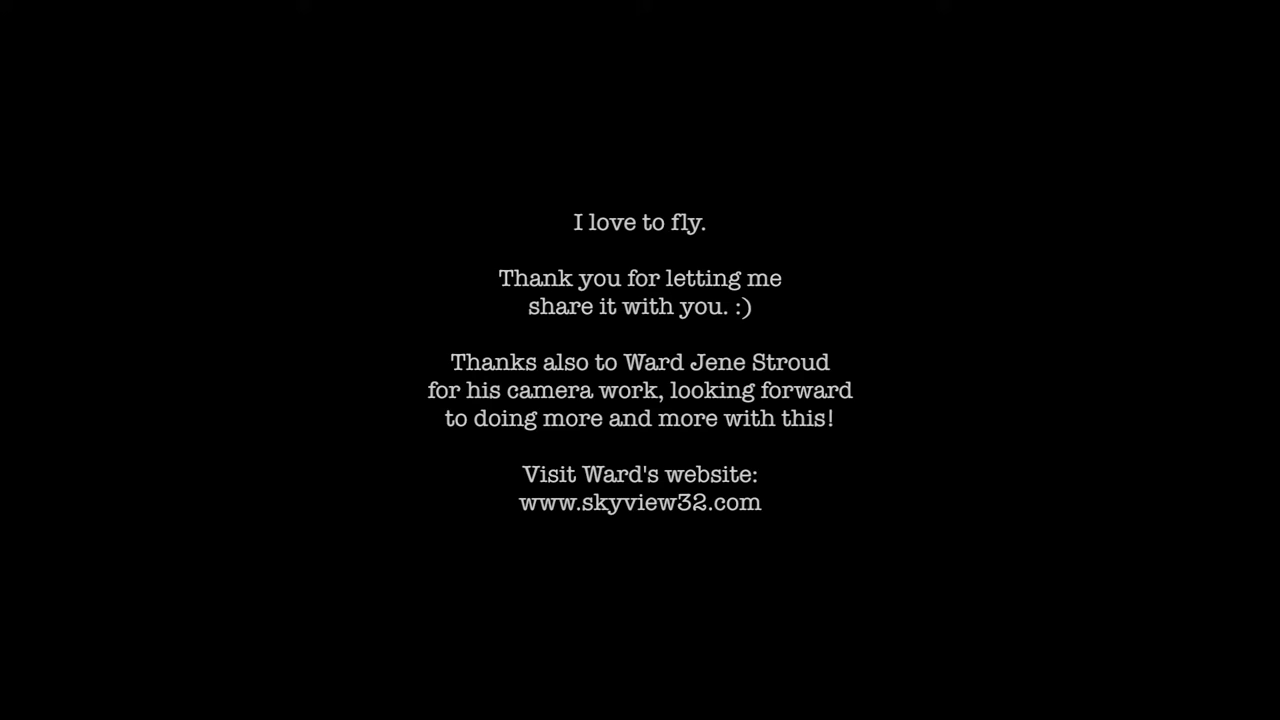 I love to fly.
Thank you for letting me
share it with you. :)
Thanks also to Ward Jene Stroud
for his camera work, looking forward
to doing more and more with this!
Visit Ward's website:
www.skyview32.com